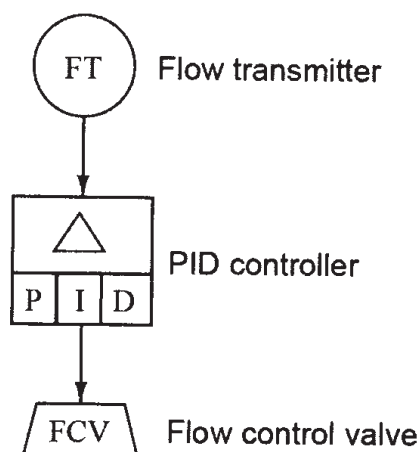 FT Flow transmitter
PID controller
P I D
FCV Flow control valve